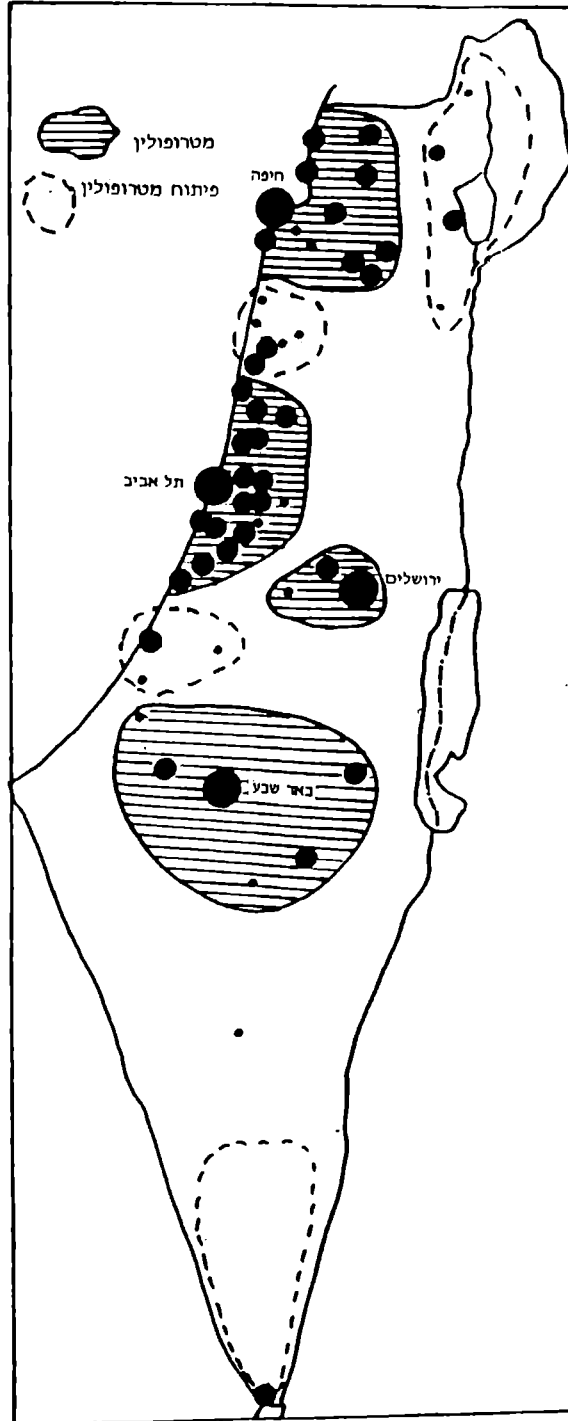 מטרופולין
פיתוח מטרופולין
חיפה
תל אביב
ירושלים
באר שבע